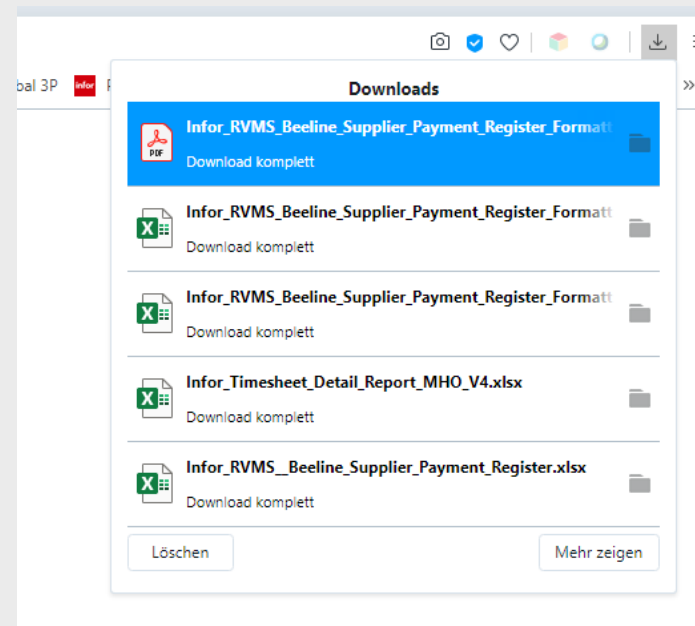 bal 3P infor
Downloads
Infor_RVMS_Beeline_Supplier_Payment_Register_Formatt
PDF
Download komplett
Infor_RVMS_Beeline_Supplier_Payment_Register_Formatt
Download komplett
Infor_RVMS_Beeline_Supplier_Payment_Register_Formatt
Download komplett
Infor_Timesheet_Detail_Report_MHO_V4.xlsx
Download komplett
Infor_RVMS__Beeline_Supplier_Payment_Register.xlsx
Download komplett
Löschen Mehr zeigen